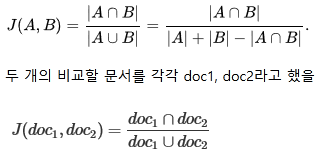 J(A, B) = |A ∩ B| / |A ∪ B| = |A ∩ B| / (|A| + |B| − |A ∩ B|).
두 개의 비교할 문서를 각각 doc1, doc2라고 했을
J(doc₁, doc₂) = (doc₁ ∩ doc₂) / (doc₁ ∪ doc₂)